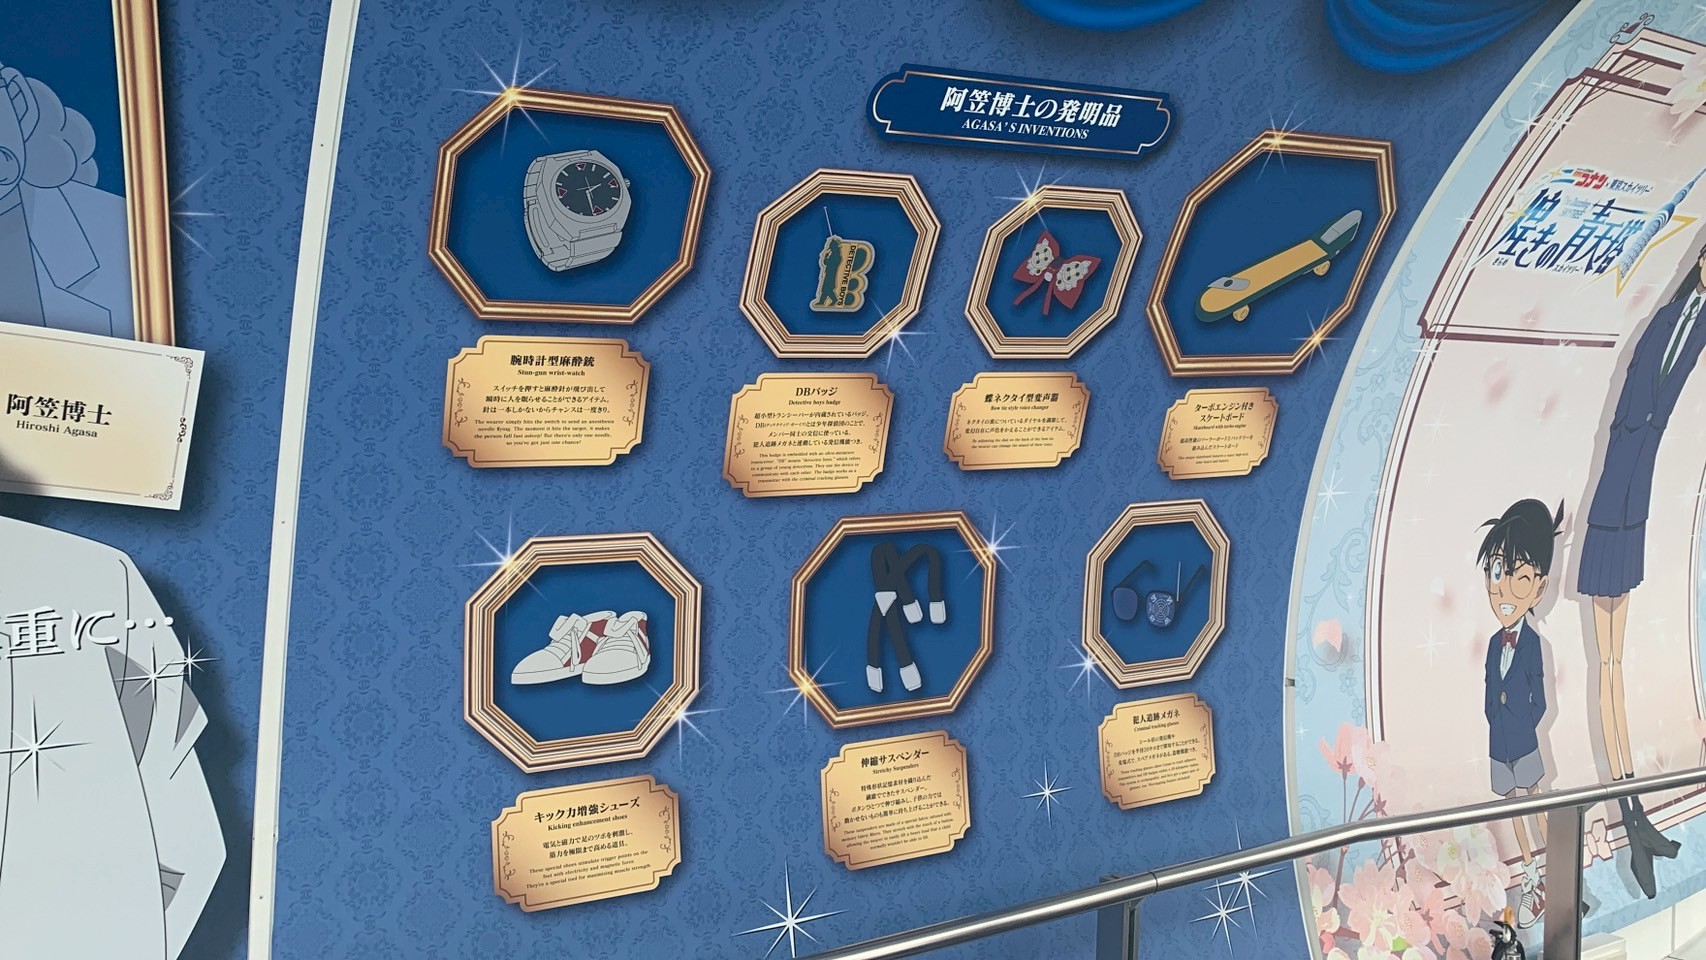 阿笠博士の発明品
AGASA'S INVENTIONS
腕時計型麻酔銃
Stun-gun wrist-watch
スイッチを押すと麻酔針が飛び出して
瞬時に人を眠らせることができるアイテム。
針は一本しかないからチャンスは一度きり。
The wearer simply hits the switch to send an anesthesia
needle flying. The moment it hits the target, it makes
the person fall fast asleep! But there's only one needle,
so you've got just one chance!
DETECTIVE BOYS
DBバッジ
Detective boys badge
超小型トランシーバーが内蔵されているバッジ。
DB(ディテクティブ・ボーイズ)とは少年探偵団のことで、
メンバー同士の交信に使っている。
犯人追跡メガネと連動している発信機能つき。
This badge is embedded with an ultra-miniature
transceiver. "DB" means "detective boys," which refers
to a group of young detectives. They use the device to
communicate with each other. The badge works as a
transmitter with the criminal tracking glasses
蝶ネクタイ型変声器
Bow tie style voice changer
ネクタイの裏についているダイヤルを調節して、
変幻自在に声色をかえることができるアイテム。
By adjusting the dial on the back of the bow tie,
the wearer can change the sound of their voice.
ターボエンジン付き
スケートボード
Skateboard with turbo engine
キック力増強シューズ
Kicking enhancement shoes
電気と磁力で足のツボを刺激し、
筋力を極限まで高める道具。
These special shoes stimulate trigger points on the
feet with electricity and magnetic force.
They're a special tool for maximizing muscle strength.
伸縮サスペンダー
Stretchy Suspenders
特殊形状記憶素材を織り込んだ
繊維でできたサスペンダー。
ボタンひとつで伸び縮みし、子供の力では
動かせないものも簡単に持ち上げることができる。
犯人追跡メガネ
Criminal tracking glasses
阿笠博士
Hiroshi Agasa
重に…
コナン×東京スカイツリー
煌きの青天楼
スカイツリー